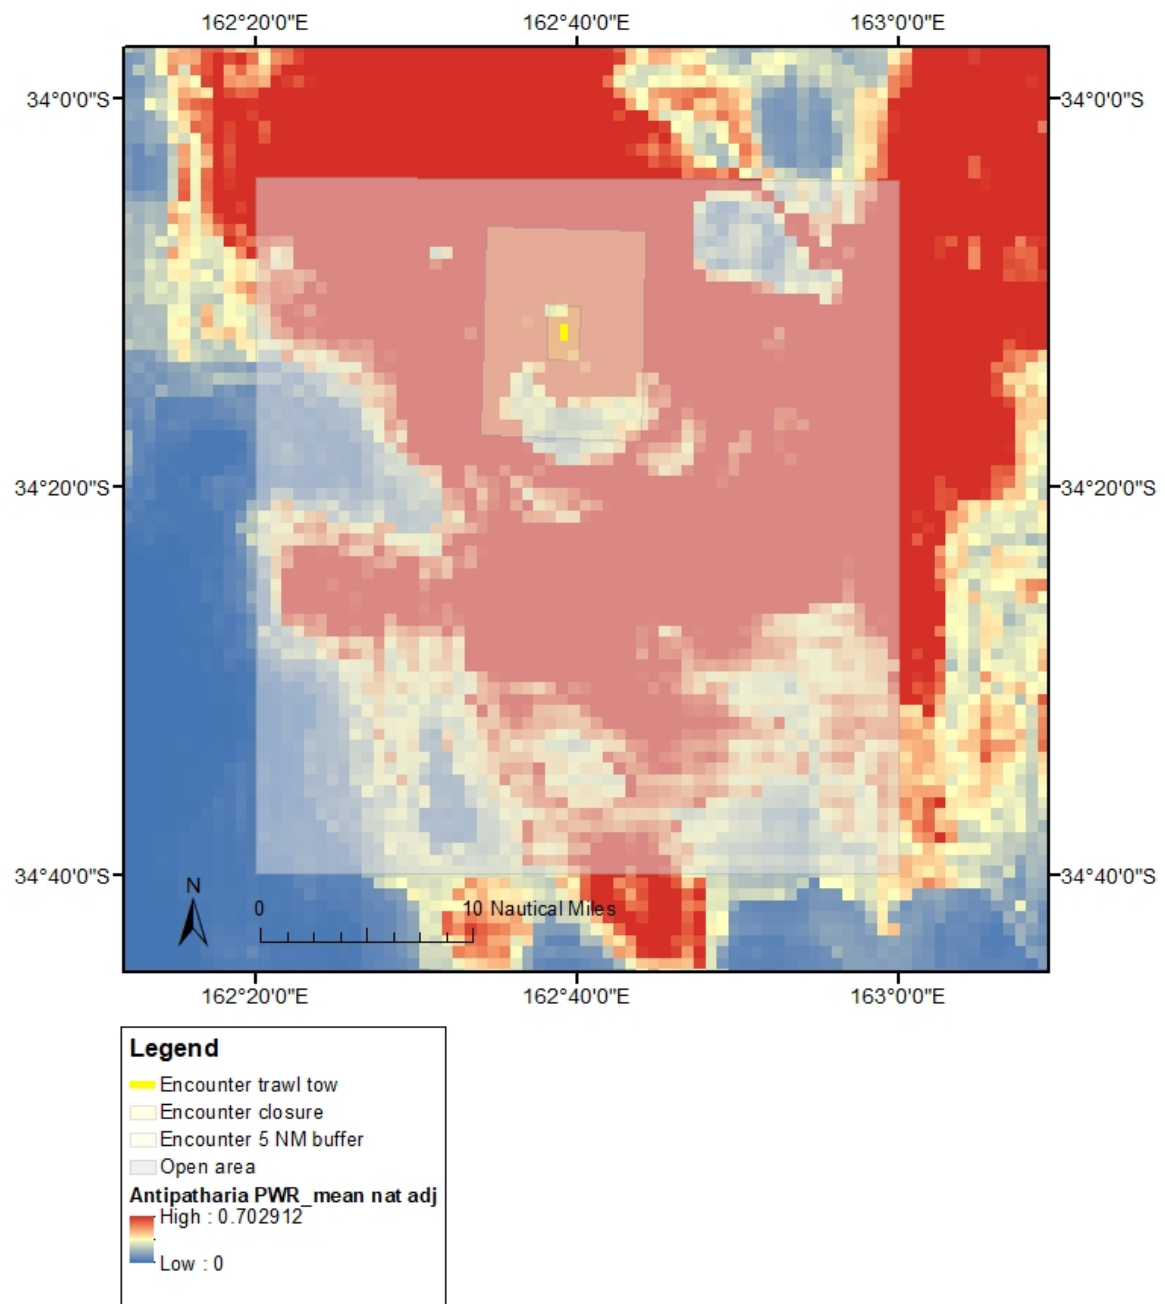 162°20'0"E 162°40'0"E 163°0'0"E
34°0'0"S 34°0'0"S
34°20'0"S 34°20'0"S
34°40'0"S 34°40'0"S
N
0 10 Nautical Miles
162°20'0"E 162°40'0"E 163°0'0"E
Legend
Encounter trawl tow
Encounter closure
Encounter 5 NM buffer
Open area
Antipatharia PWR_mean nat adj
High : 0.702912
Low : 0